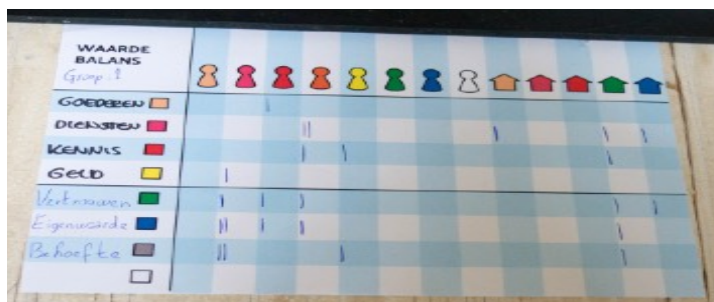 WAARDE
BALANS
Groep 1
GOEDEREN
DIENSTEN
KENNIS
GELD
Vertrouwen
Eigenwaarde
Behoefte